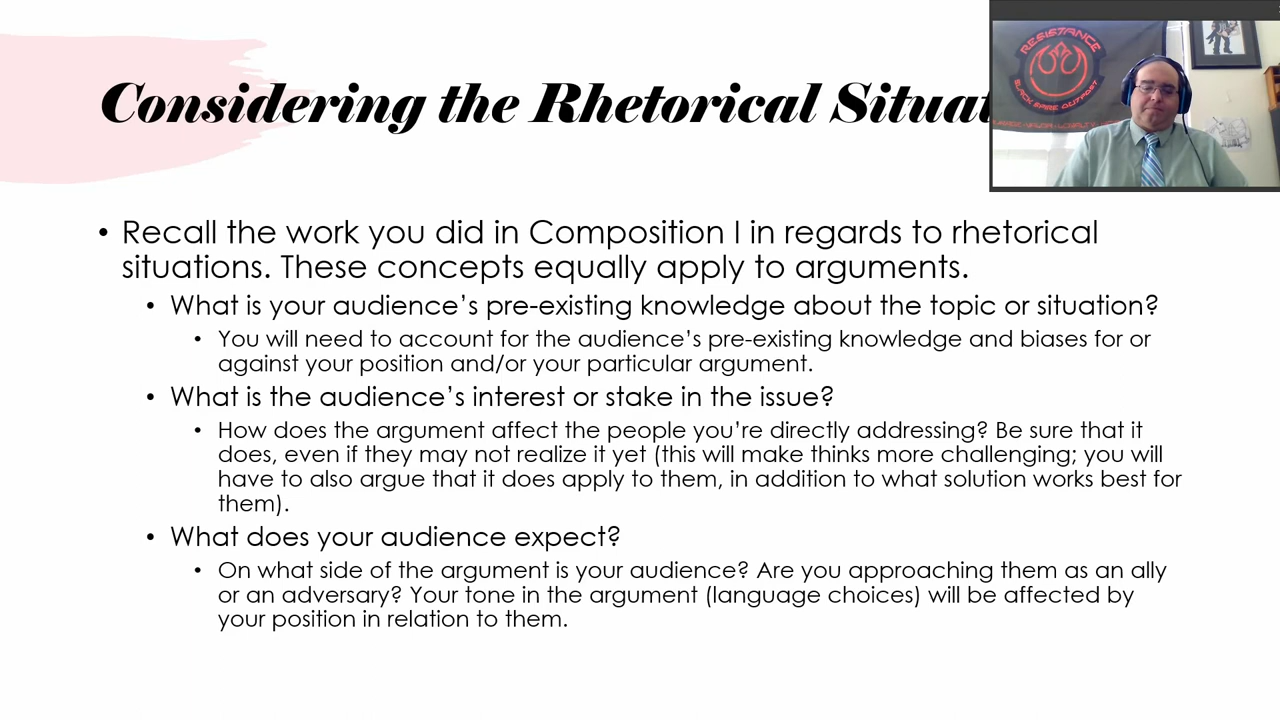 Considering the Rhetorical Situat
RESISTANCE
BLACK SPIRE OUTPOST
• Recall the work you did in Composition I in regards to rhetorical
situations. These concepts equally apply to arguments.
• What is your audience’s pre-existing knowledge about the topic or situation?
• You will need to account for the audience’s pre-existing knowledge and biases for or
against your position and/or your particular argument.
• What is the audience’s interest or stake in the issue?
• How does the argument affect the people you’re directly addressing? Be sure that it
does, even if they may not realize it yet (this will make thinks more challenging; you will
have to also argue that it does apply to them, in addition to what solution works best for
them).
• What does your audience expect?
• On what side of the argument is your audience? Are you approaching them as an ally
or an adversary? Your tone in the argument (language choices) will be affected by
your position in relation to them.